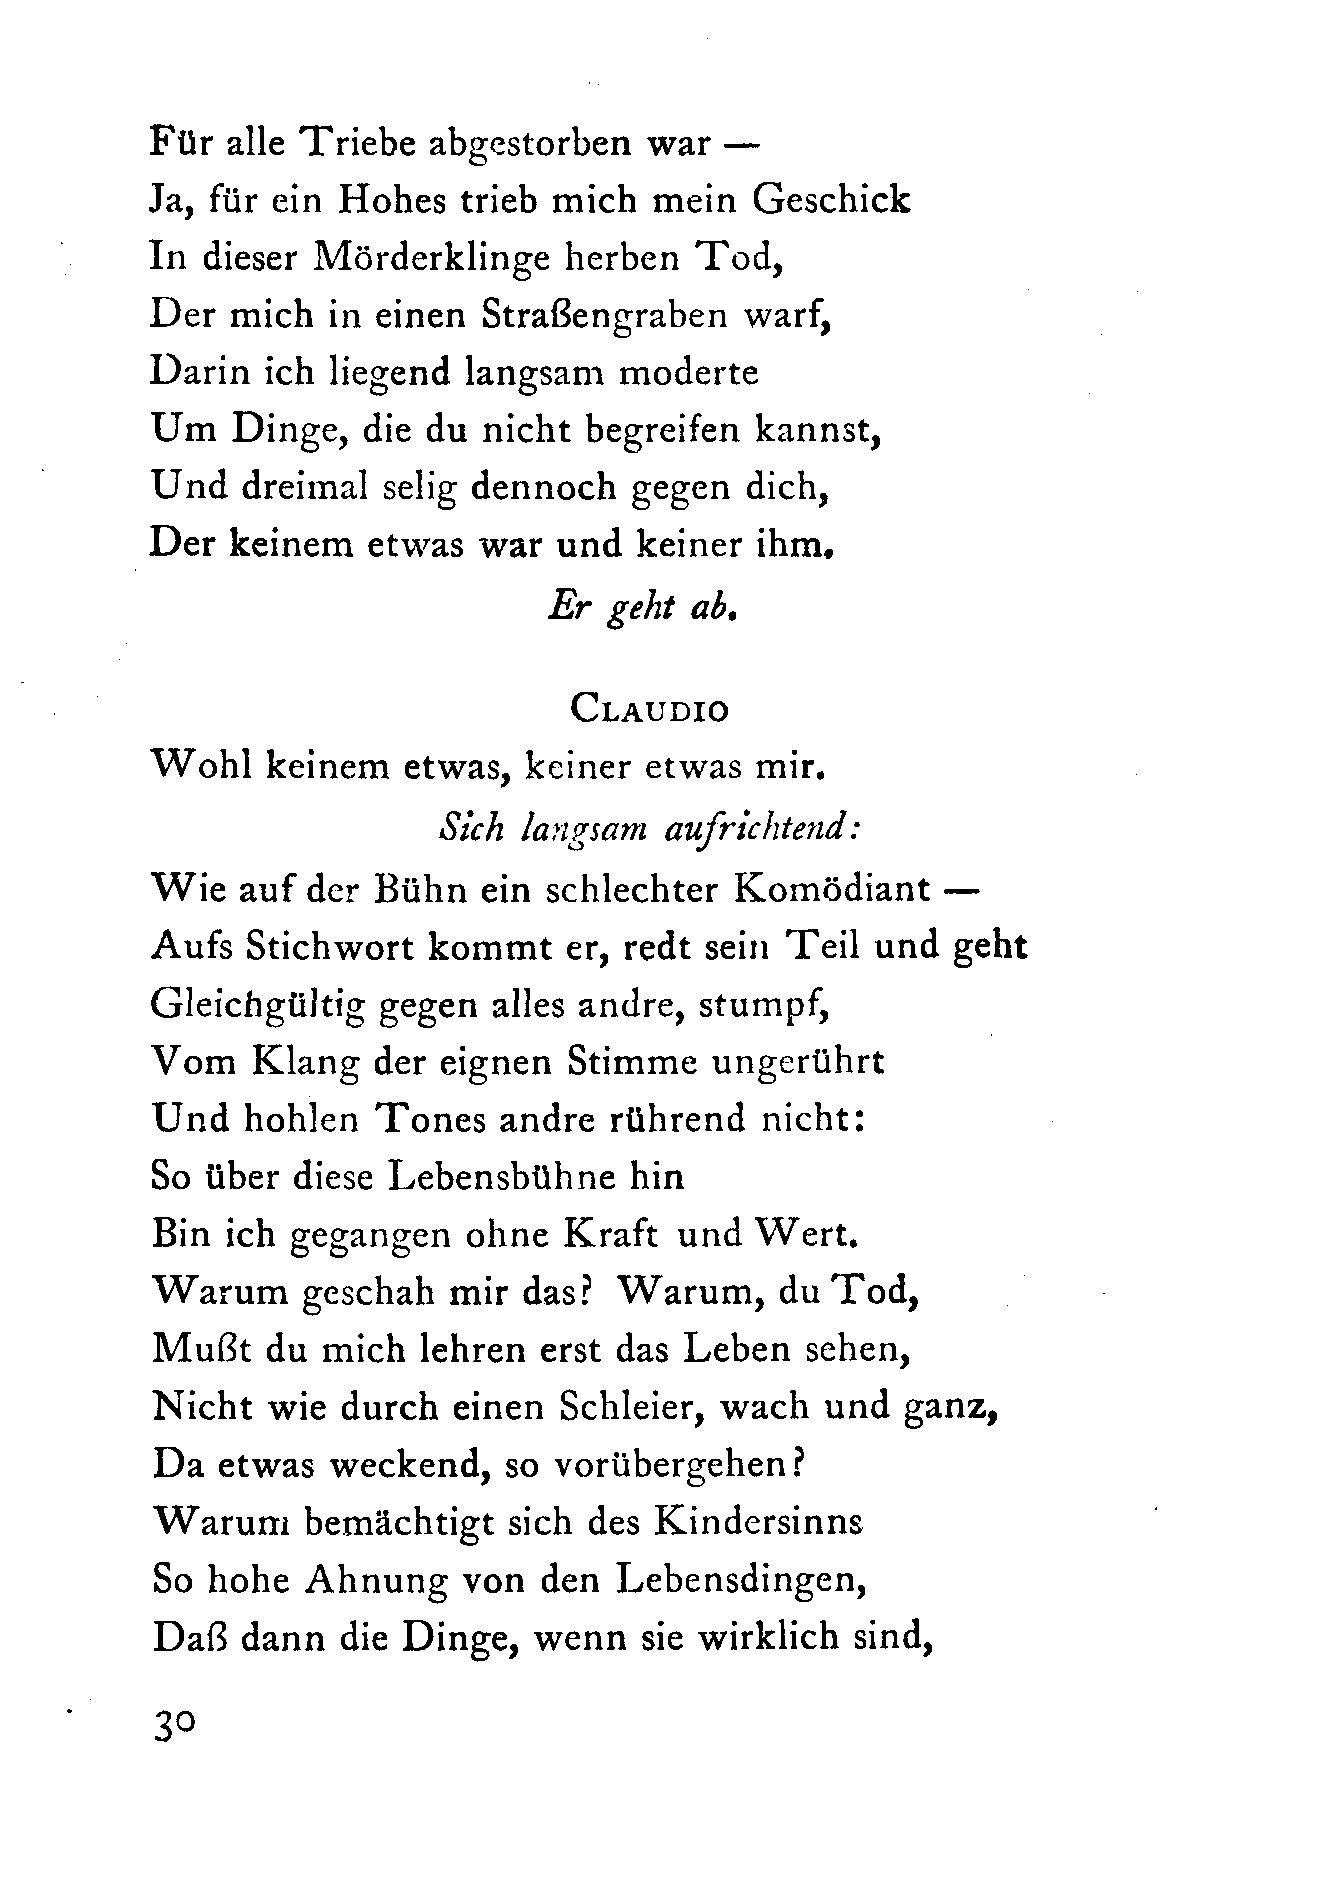 Für alle Triebe abgestorben war —
Ja, für ein Hohes trieb mich mein Geschick
In dieser Mörderklinge herben Tod,
Der mich in einen Straßengraben warf,
Darin ich liegend langsam moderte
Um Dinge, die du nicht begreifen kannst,
Und dreimal selig dennoch gegen dich,
Der keinem etwas war und keiner ihm.
Er geht ab.
CLAUDIO
Wohl keinem etwas, keiner etwas mir.
Sich langsam aufrichtend:
Wie auf der Bühn ein schlechter Komödiant —
Aufs Stichwort kommt er, redt sein Teil und geht
Gleichgültig gegen alles andre, stumpf,
Vom Klang der eignen Stimme ungerührt
Und hohlen Tones andre rührend nicht:
So über diese Lebensbühne hin
Bin ich gegangen ohne Kraft und Wert.
Warum geschah mir das? Warum, du Tod,
Mußt du mich lehren erst das Leben sehen,
Nicht wie durch einen Schleier, wach und ganz,
Da etwas weckend, so vorübergehen?
Warum bemächtigt sich des Kindersinns
So hohe Ahnung von den Lebensdingen,
Daß dann die Dinge, wenn sie wirklich sind,
30